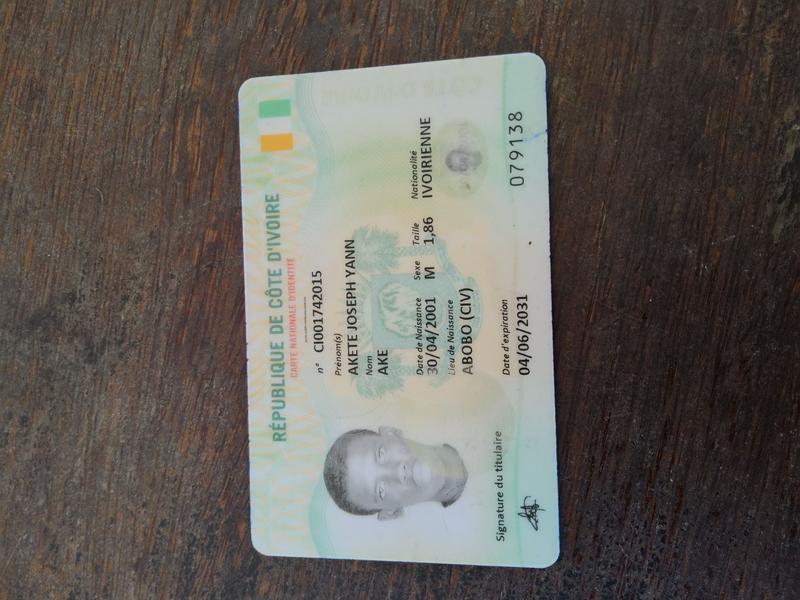 RÉPUBLIQUE DE CÔTE D'IVOIRE
CARTE NATIONALE D'IDENTITÉ
n° CI001742015
Prénom(s)
AKETE JOSEPH YANN
Nom
AKE
Date de Naissance Sexe Taille Nationalité
30/04/2001 M 1,86 IVOIRIENNE
Lieu de Naissance
ABOBO (CIV)
Signature du titulaire
Date d'expiration
04/06/2031
079138